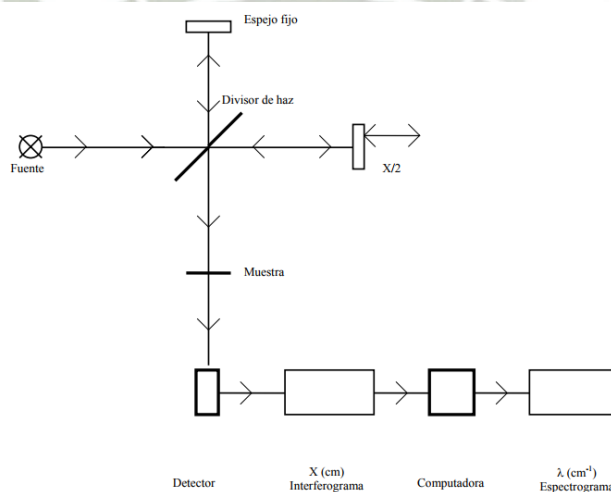 Espejo fijo
Divisor de haz
Fuente
X/2
Muestra
Detector
X (cm)
Interferograma
Computadora
λ (cm⁻¹)
Espectrograma